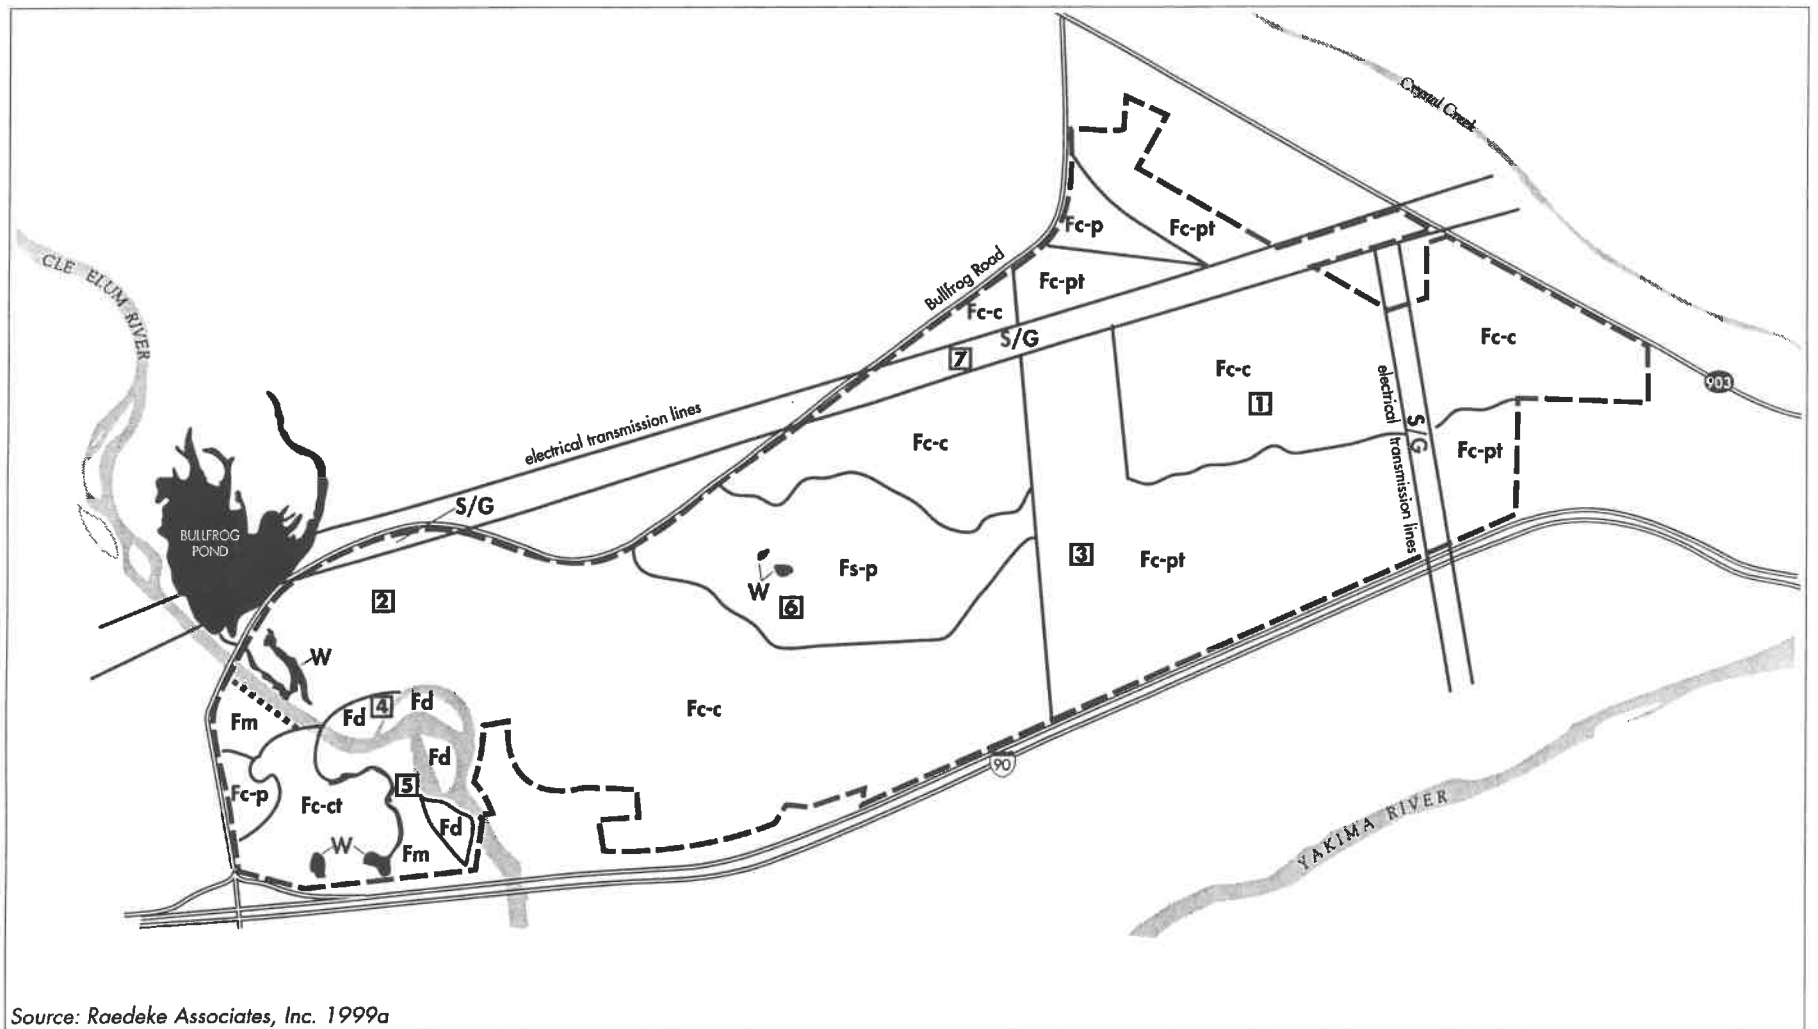 Crystal Creek
CLE ELUM RIVER
Fc-p
Fc-pt
Bullfrog Road
Fc-pt
Fc-c
S/G
7
Fc-c
Fc-c
903
1
electrical transmission lines
electrical transmission lines
S/G
Fc-c
Fc-pt
S/G
BULLFROG
POND
Fs-p
3
Fc-pt
W
6
2
W
Fd
4
Fd
Fm
Fc-c
Fd
90
5
Fc-p
Fc-ct
Fd
W
Fm
YAKIMA RIVER
Source: Raedeke Associates, Inc. 1999a